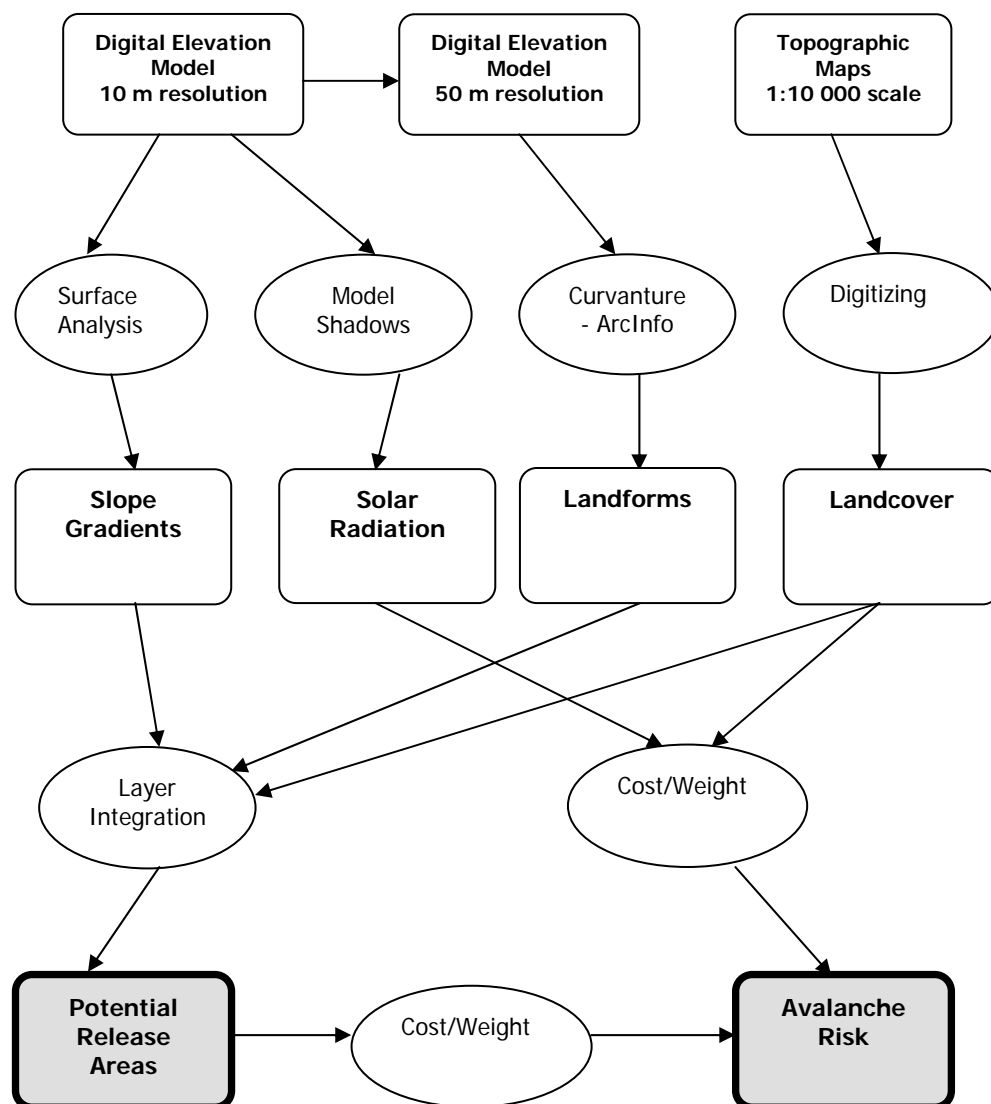 Digital Elevation
Model
10 m resolution
Digital Elevation
Model
50 m resolution
Topographic
Maps
1:10 000 scale
Surface
Analysis
Model
Shadows
Curvanture
- ArcInfo
Digitizing
Slope
Gradients
Solar
Radiation
Landforms
Landcover
Layer
Integration
Cost/Weight
Potential
Release
Areas
Cost/Weight
Avalanche
Risk